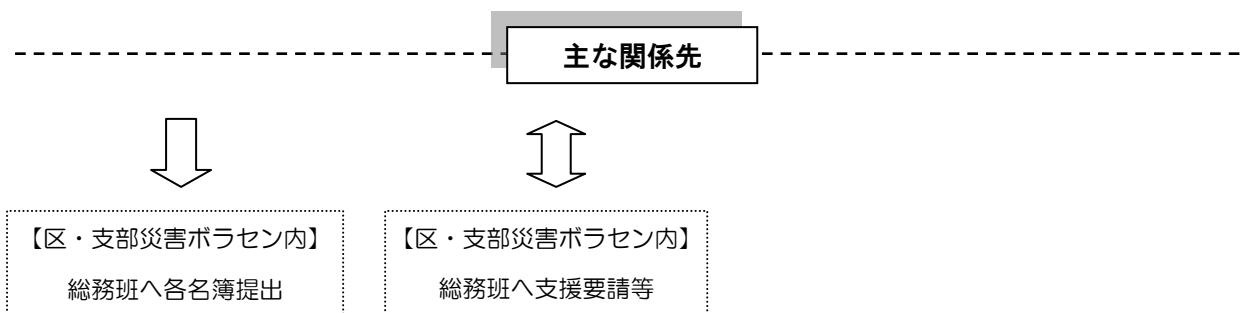 主な関係先
【区・支部災害ボラセン内】
総務班へ各名簿提出
【区・支部災害ボラセン内】
総務班へ支援要請等